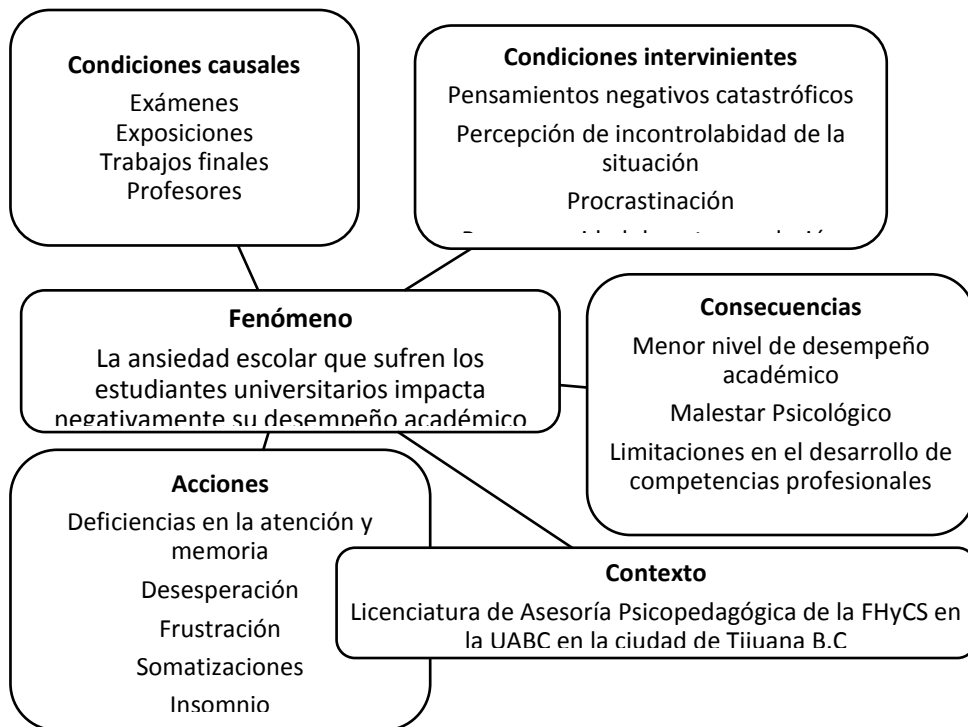 Condiciones causales
Exámenes
Exposiciones
Trabajos finales
Profesores
Condiciones intervinientes
Pensamientos negativos catastróficos
Percepción de incontrolabidad de la
situación
Procrastinación
Fenómeno
La ansiedad escolar que sufren los
estudiantes universitarios impacta
negativamente su desempeño académico
Consecuencias
Menor nivel de desempeño
académico
Malestar Psicológico
Limitaciones en el desarrollo de
competencias profesionales
Acciones
Deficiencias en la atención y
memoria
Desesperación
Frustración
Somatizaciones
Insomnio
Contexto
Licenciatura de Asesoría Psicopedagógica de la FHyCS en
la UABC en la ciudad de Tijuana B.C